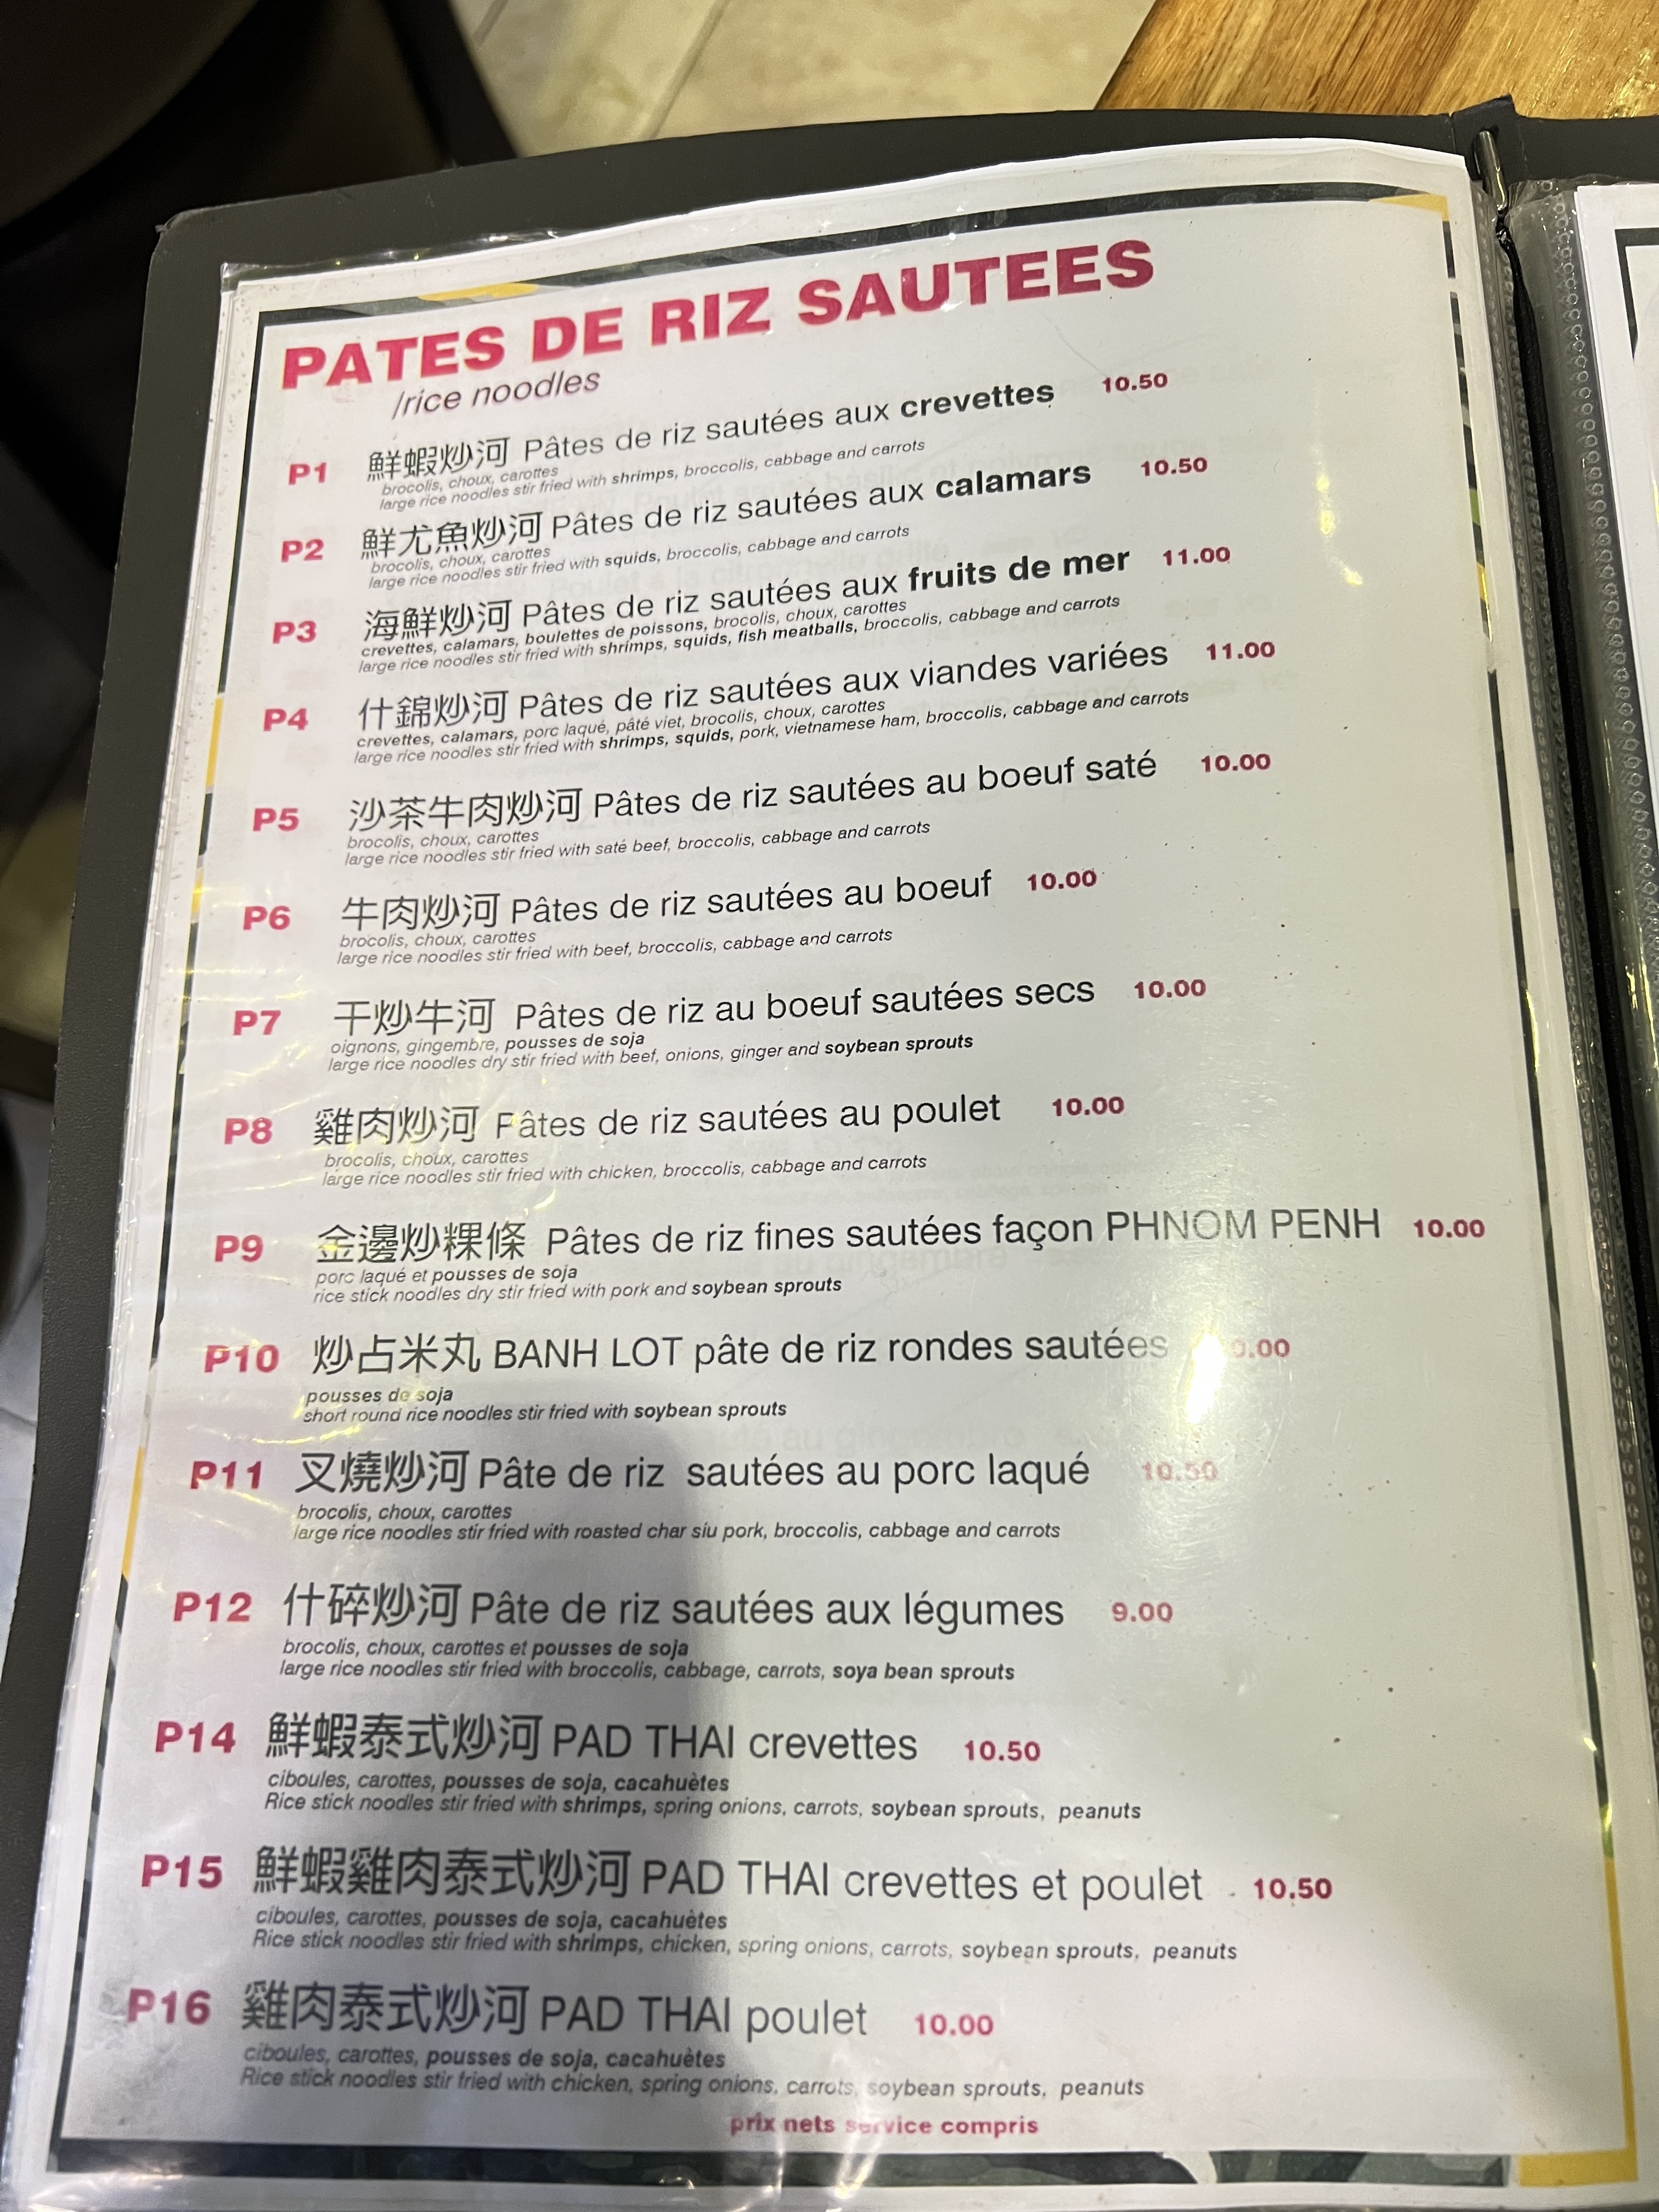 PATES DE RIZ SAUTEES
/rice noodles
P1 鮮蝦炒河 Pâtes de riz sautées aux crevettes 10.50
brocolis, choux, carottes
large rice noodles stir fried with shrimps, broccolis, cabbage and carrots
P2 鮮尤魚炒河 Pâtes de riz sautées aux calamars 10.50
brocolis, choux, carottes
large rice noodles stir fried with squids, broccolis, cabbage and carrots
P3 海鮮炒河 Pâtes de riz sautées aux fruits de mer 11.00
crevettes, calamars, boulettes de poissons, brocolis, choux, carottes
large rice noodles stir fried with shrimps, squids, fish meatballs, broccolis, cabbage and carrots
P4 什錦炒河 Pâtes de riz sautées aux viandes variées 11.00
crevettes, calamars, porc laqué, pâté viet, brocolis, choux, carottes
large rice noodles stir fried with shrimps, squids, pork, vietnamese ham, broccolis, cabbage and carrots
P5 沙茶牛肉炒河 Pâtes de riz sautées au boeuf saté 10.00
brocolis, choux, carottes
large rice noodles stir fried with saté beef, broccolis, cabbage and carrots
P6 牛肉炒河 Pâtes de riz sautées au boeuf 10.00
brocolis, choux, carottes
large rice noodles stir fried with beef, broccolis, cabbage and carrots
P7 干炒牛河 Pâtes de riz au boeuf sautées secs 10.00
oignons, gingembre, pousses de soja
large rice noodles dry stir fried with beef, onions, ginger and soybean sprouts
P8 雞肉炒河 Pâtes de riz sautées au poulet 10.00
brocolis, choux, carottes
large rice noodles stir fried with chicken, broccolis, cabbage and carrots
P9 金邊炒粿條 Pâtes de riz fines sautées façon PHNOM PENH 10.00
porc laqué et pousses de soja
rice stick noodles dry stir fried with pork and soybean sprouts
P10 炒占米丸 BANH LOT pâte de riz rondes sautées
pousses de soja
short round rice noodles stir fried with soybean sprouts
P11 叉燒炒河 Pâte de riz sautées au porc laqué 10.50
brocolis, choux, carottes
large rice noodles stir fried with roasted char siu pork, broccolis, cabbage and carrots
P12 什碎炒河 Pâte de riz sautées aux légumes 9.00
brocolis, choux, carottes et pousses de soja
large rice noodles stir fried with broccolis, cabbage, carrots, soya bean sprouts
P14 鮮蝦泰式炒河 PAD THAI crevettes 10.50
ciboules, carottes, pousses de soja, cacahuètes
Rice stick noodles stir fried with shrimps, spring onions, carrots, soybean sprouts, peanuts
P15 鮮蝦雞肉泰式炒河 PAD THAI crevettes et poulet 10.50
ciboules, carottes, pousses de soja, cacahuètes
Rice stick noodles stir fried with shrimps, chicken, spring onions, carrots, soybean sprouts, peanuts
P16 雞肉泰式炒河 PAD THAI poulet 10.00
ciboules, carottes, pousses de soja, cacahuètes
Rice stick noodles stir fried with chicken, spring onions, carrots, soybean sprouts, peanuts
prix nets service compris